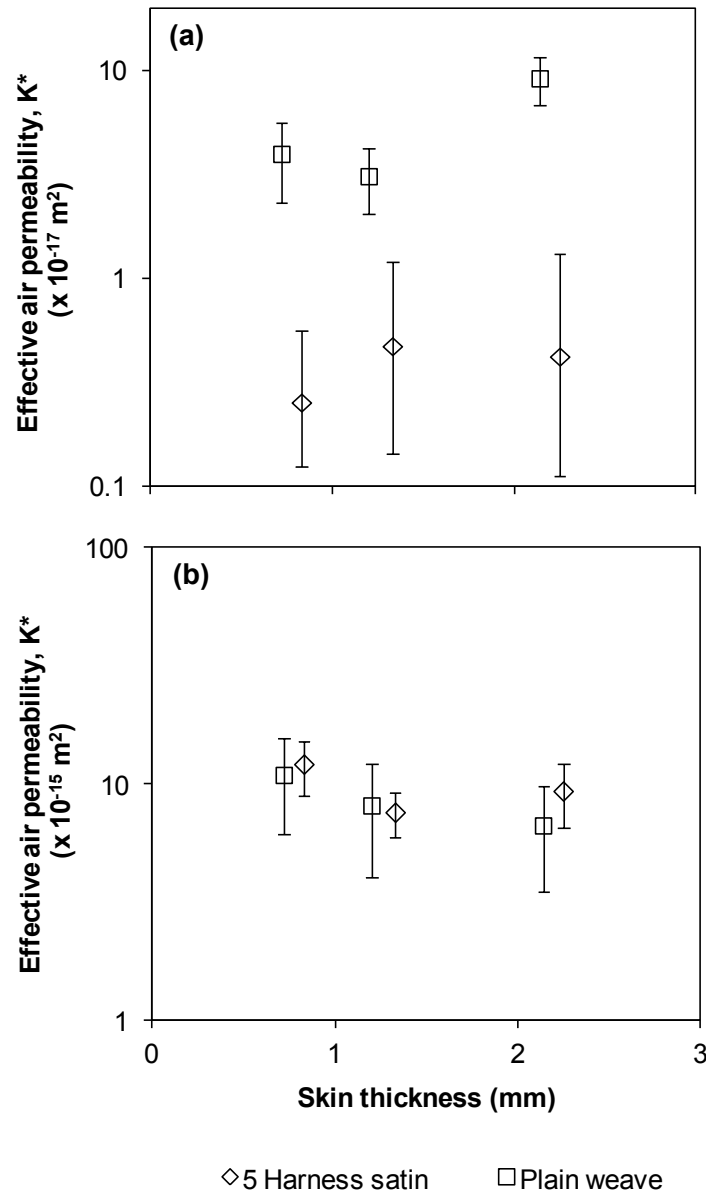 (a)
Effective air permeability, K*
(x 10⁻¹⁷ m²)
10
1
0.1
(b)
Effective air permeability, K*
(x 10⁻¹⁵ m²)
100
10
1
0 1 2 3
Skin thickness (mm)
5 Harness satin Plain weave